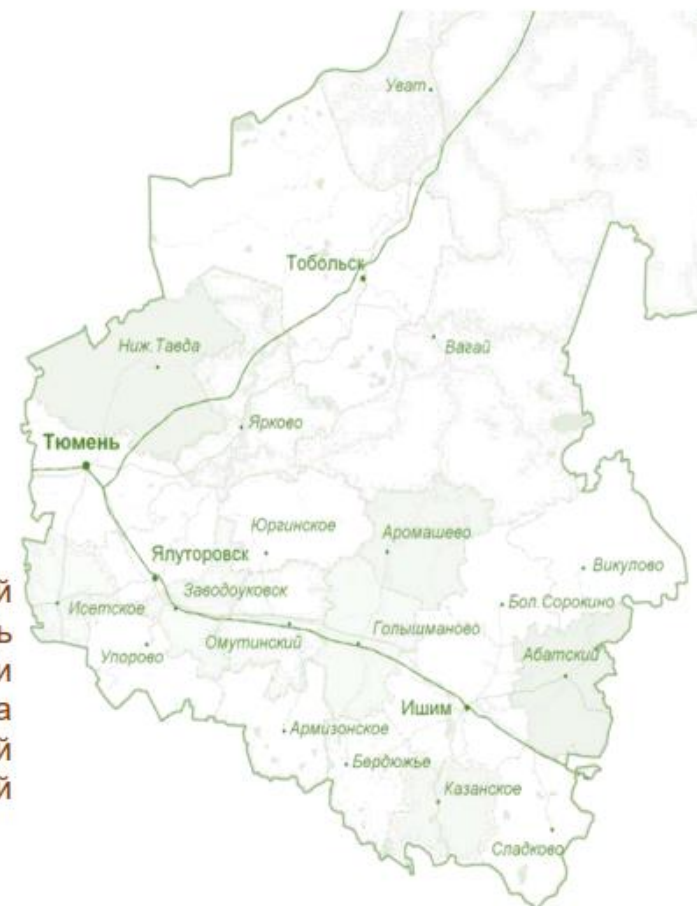 Уват
Тобольск
Ниж.Тавда
Вагай
Ярково
Тюмень
Юргинское
Аромашево
Ялуторовск
Викулово
Заводоуковск
Исетское
Бол.Сорокино
Омутинский
Голышманово
Упорово
Абатский
Ишим
Армизонское
Бердюжье
Казанское
Сладково
й
ь
и
а
й
й